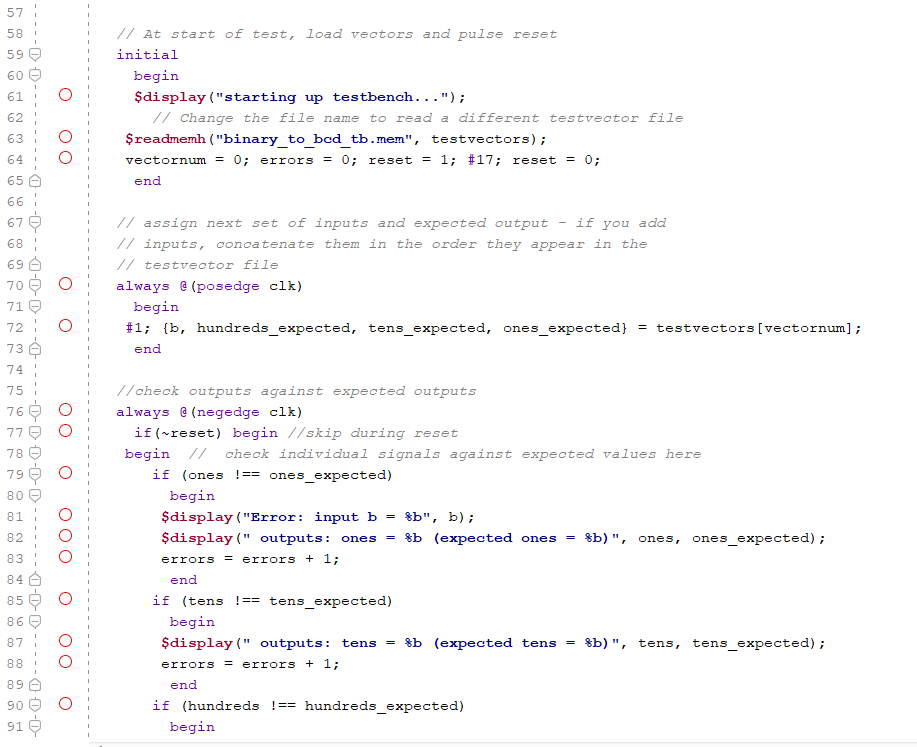 57
58 // At start of test, load vectors and pulse reset
59 initial
60 begin
61 $display("starting up testbench...");
62 // Change the file name to read a different testvector file
63 $readmemh("binary_to_bcd_tb.mem", testvectors);
64 vectornum = 0; errors = 0; reset = 1; #17; reset = 0;
65 end
66
67 // assign next set of inputs and expected output - if you add
68 // inputs, concatenate them in the order they appear in the
69 // testvector file
70 always @(posedge clk)
71 begin
72 #1; {b, hundreds_expected, tens_expected, ones_expected} = testvectors[vectornum];
73 end
74
75 //check outputs against expected outputs
76 always @(negedge clk)
77 if(~reset) begin //skip during reset
78 begin // check individual signals against expected values here
79 if (ones !== ones_expected)
80 begin
81 $display("Error: input b = %b", b);
82 $display(" outputs: ones = %b (expected ones = %b)", ones, ones_expected);
83 errors = errors + 1;
84 end
85 if (tens !== tens_expected)
86 begin
87 $display(" outputs: tens = %b (expected tens = %b)", tens, tens_expected);
88 errors = errors + 1;
89 end
90 if (hundreds !== hundreds_expected)
91 begin